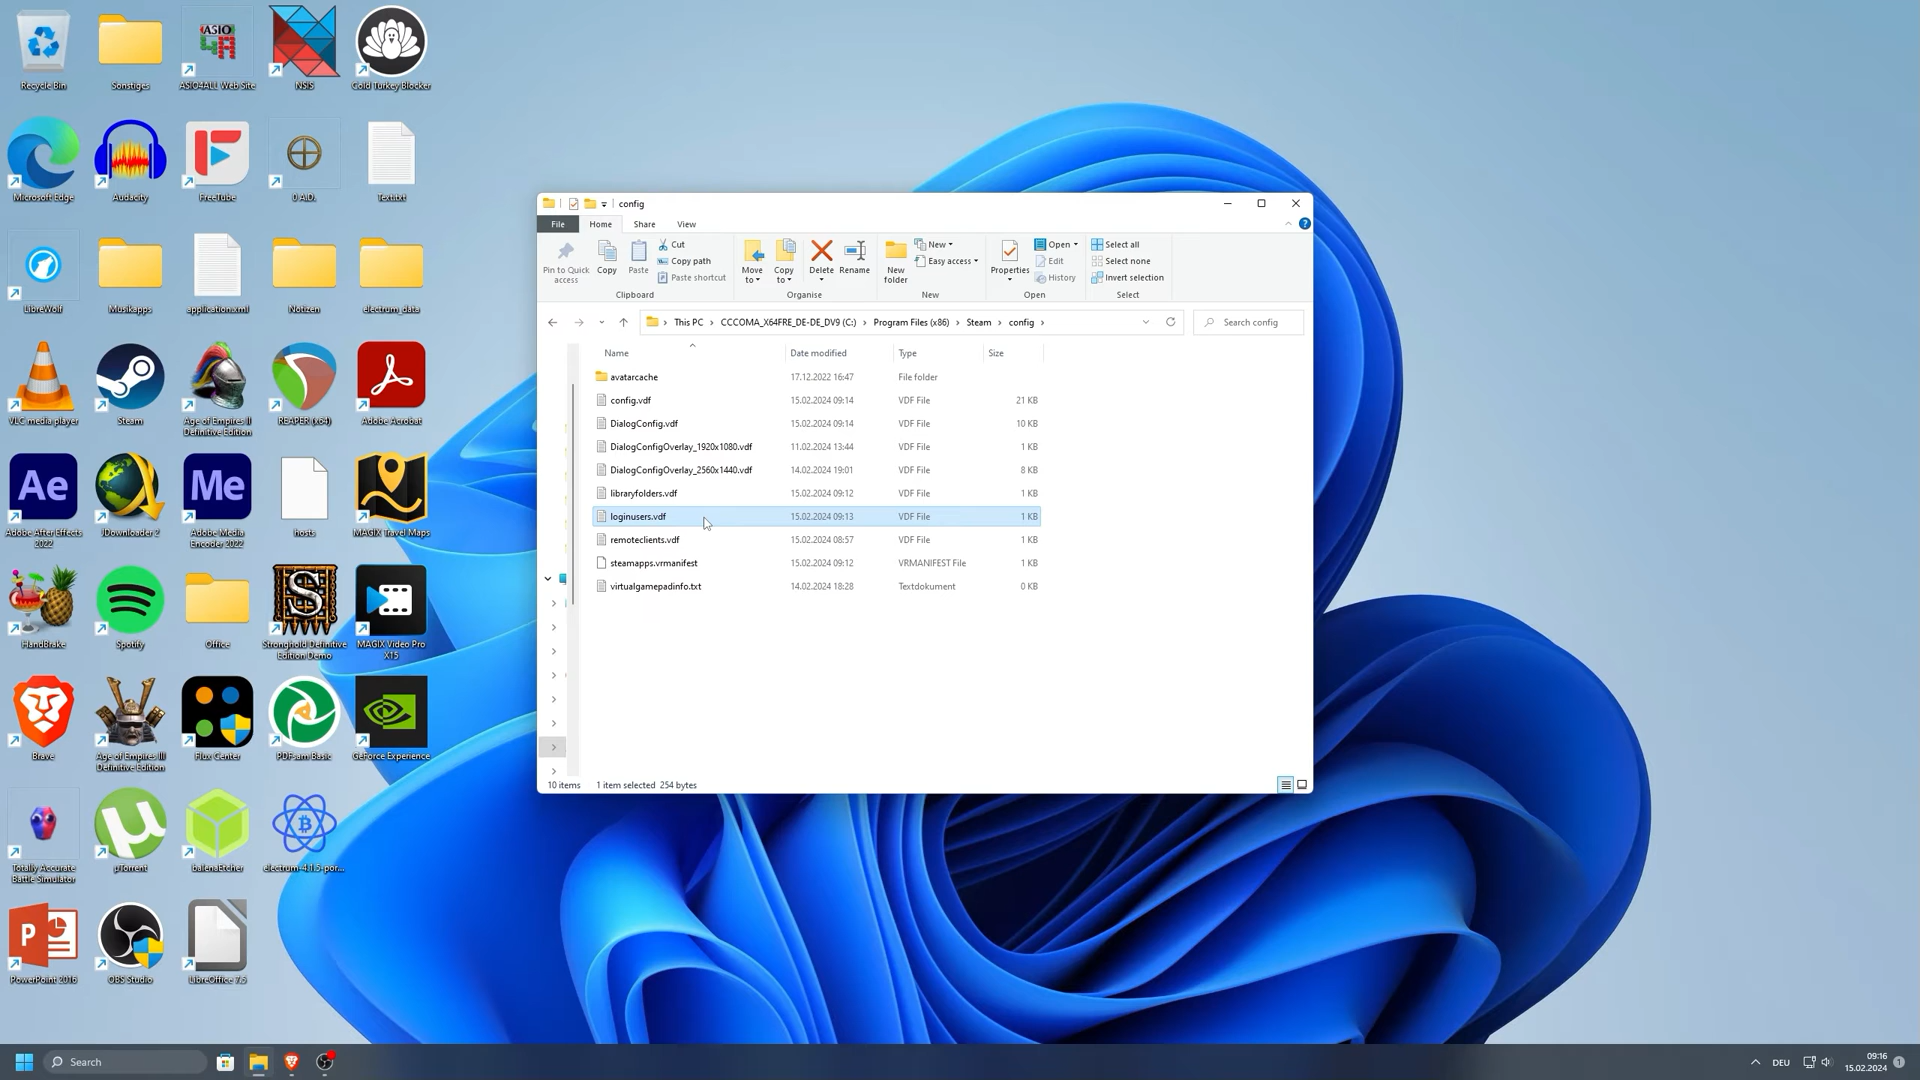 Recycle Bin
Sonstiges
ASIO4ALL Web Site
NSIS
Cold Turkey Blocker
Microsoft Edge
Audacity
FreeTube
0 A.D.
Text.txt
LibreWolf
Musikapps
application.xml
Notizen
electrum_data
VLC media player
Steam
Age of Empires II Definitive Edition
REAPER (x64)
Adobe Acrobat
Adobe After Effects 2022
JDownloader 2
Adobe Media Encoder 2022
hosts
MAGIX Travel Maps
HandBrake
Spotify
Office
Stronghold Definitive Edition Demo
MAGIX Video Pro X15
Brave
Age of Empires III Definitive Edition
Flux Center
PDFsam Basic
GeForce Experience
Totally Accurate Battle Simulator
µTorrent
balenaEtcher
electrum-4.1.5-por...
PowerPoint 2016
OBS Studio
LibreOffice 7.5
config
File Home Share View
Pin to Quick access
Copy
Paste
Cut
Copy path
Paste shortcut
Clipboard
Move to
Copy to
Delete
Rename
Organise
New folder
New
Easy access
New
Properties
Open
Edit
History
Open
Select all
Select none
Invert selection
Select
This PC > CCCOMA_X64FRE_DE-DE_DV9 (C:) > Program Files (x86) > Steam > config >
Search config
Name Date modified Type Size
avatarcache 17.12.2022 16:47 File folder
config.vdf 15.02.2024 09:14 VDF File 21 KB
DialogConfig.vdf 15.02.2024 09:14 VDF File 10 KB
DialogConfigOverlay_1920x1080.vdf 11.02.2024 13:44 VDF File 1 KB
DialogConfigOverlay_2560x1440.vdf 14.02.2024 19:01 VDF File 8 KB
libraryfolders.vdf 15.02.2024 09:12 VDF File 1 KB
loginusers.vdf 15.02.2024 09:13 VDF File 1 KB
remoteclients.vdf 15.02.2024 08:57 VDF File 1 KB
steamapps.vrmanifest 15.02.2024 09:12 VRMANIFEST File 1 KB
virtualgamepadinfo.txt 14.02.2024 18:28 Textdokument 0 KB
10 items 1 item selected 254 bytes
Search
DEU
09:16
15.02.2024
1